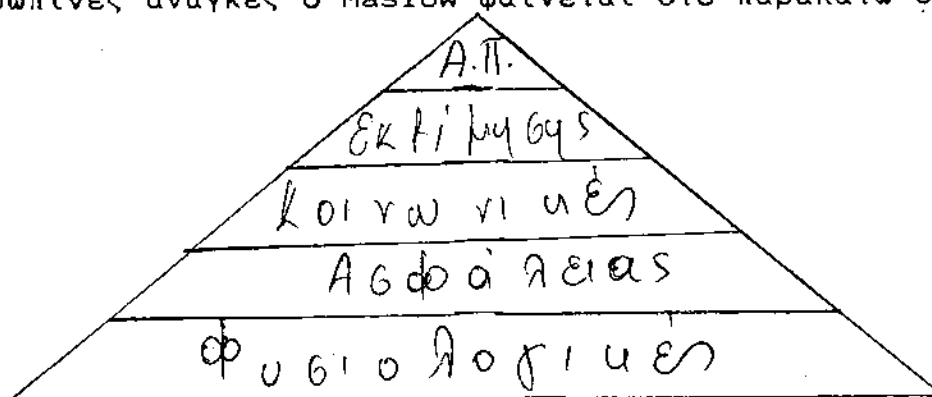 ανάγκες ο Maslow φαίνεται στο παρακάτω
Α.Π.
Εκτίμησης
Κοινωνικές
Ασφάλειας
Φυσιολογικές